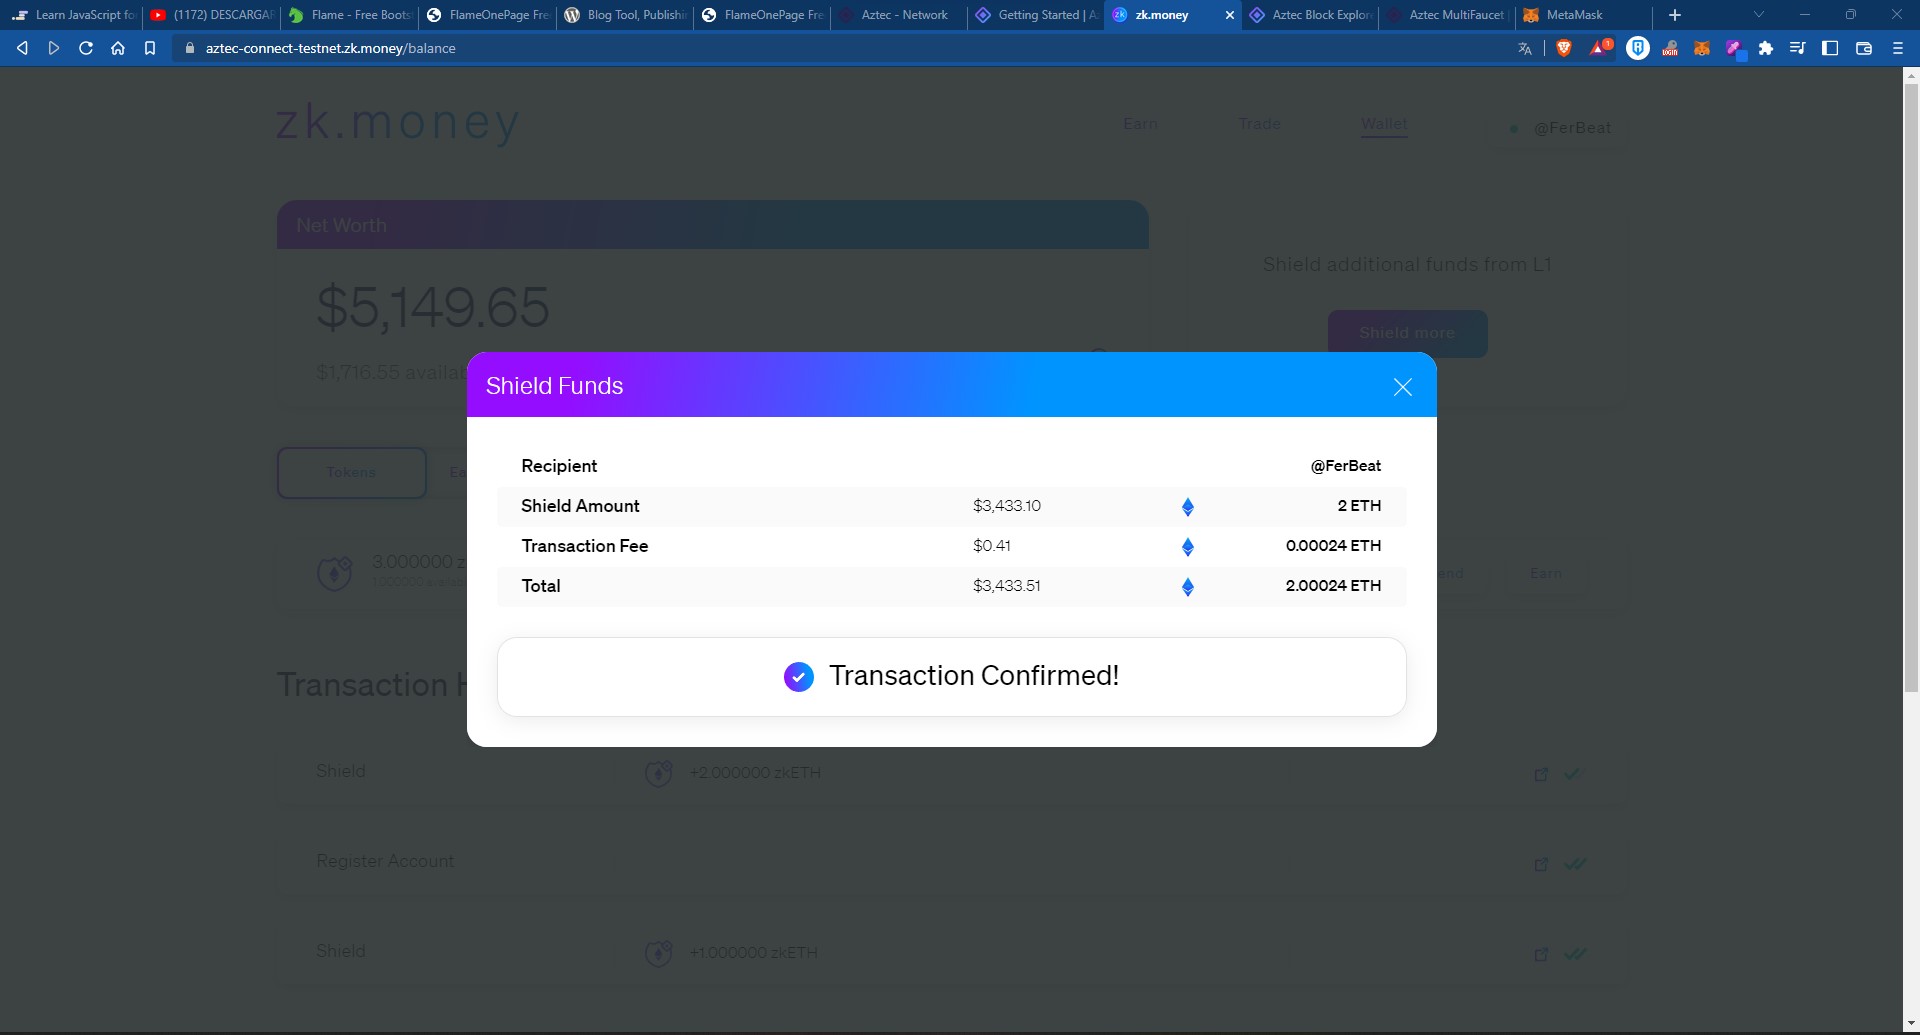 Learn JavaScript fo
(1172) DESCARGAR
Flame - Free Boots
FlameOnePage Fre
Blog Tool, Publishi
FlameOnePage Fre
Aztec - Network
Getting Started | A
zk.money
Aztec Block Explor
Aztec MultiFaucet
MetaMask
aztec-connect-testnet.zk.money/balance
1
LOGIN
zk.money
Earn
Trade
Wallet
@FerBeat
Net Worth
$5,149.65
$1,716.55 availab
Shield additional funds from L1
Shield more
Shield Funds
Recipient
@FerBeat
Shield Amount
$3,433.10
2 ETH
Transaction Fee
$0.41
0.00024 ETH
Total
$3,433.51
2.00024 ETH
Transaction Confirmed!
Tokens
Ea
3.000000 z
1.000000 availab
end
Earn
Transaction H
Shield
+2.000000 zkETH
Register Account
Shield
+1.000000 zkETH